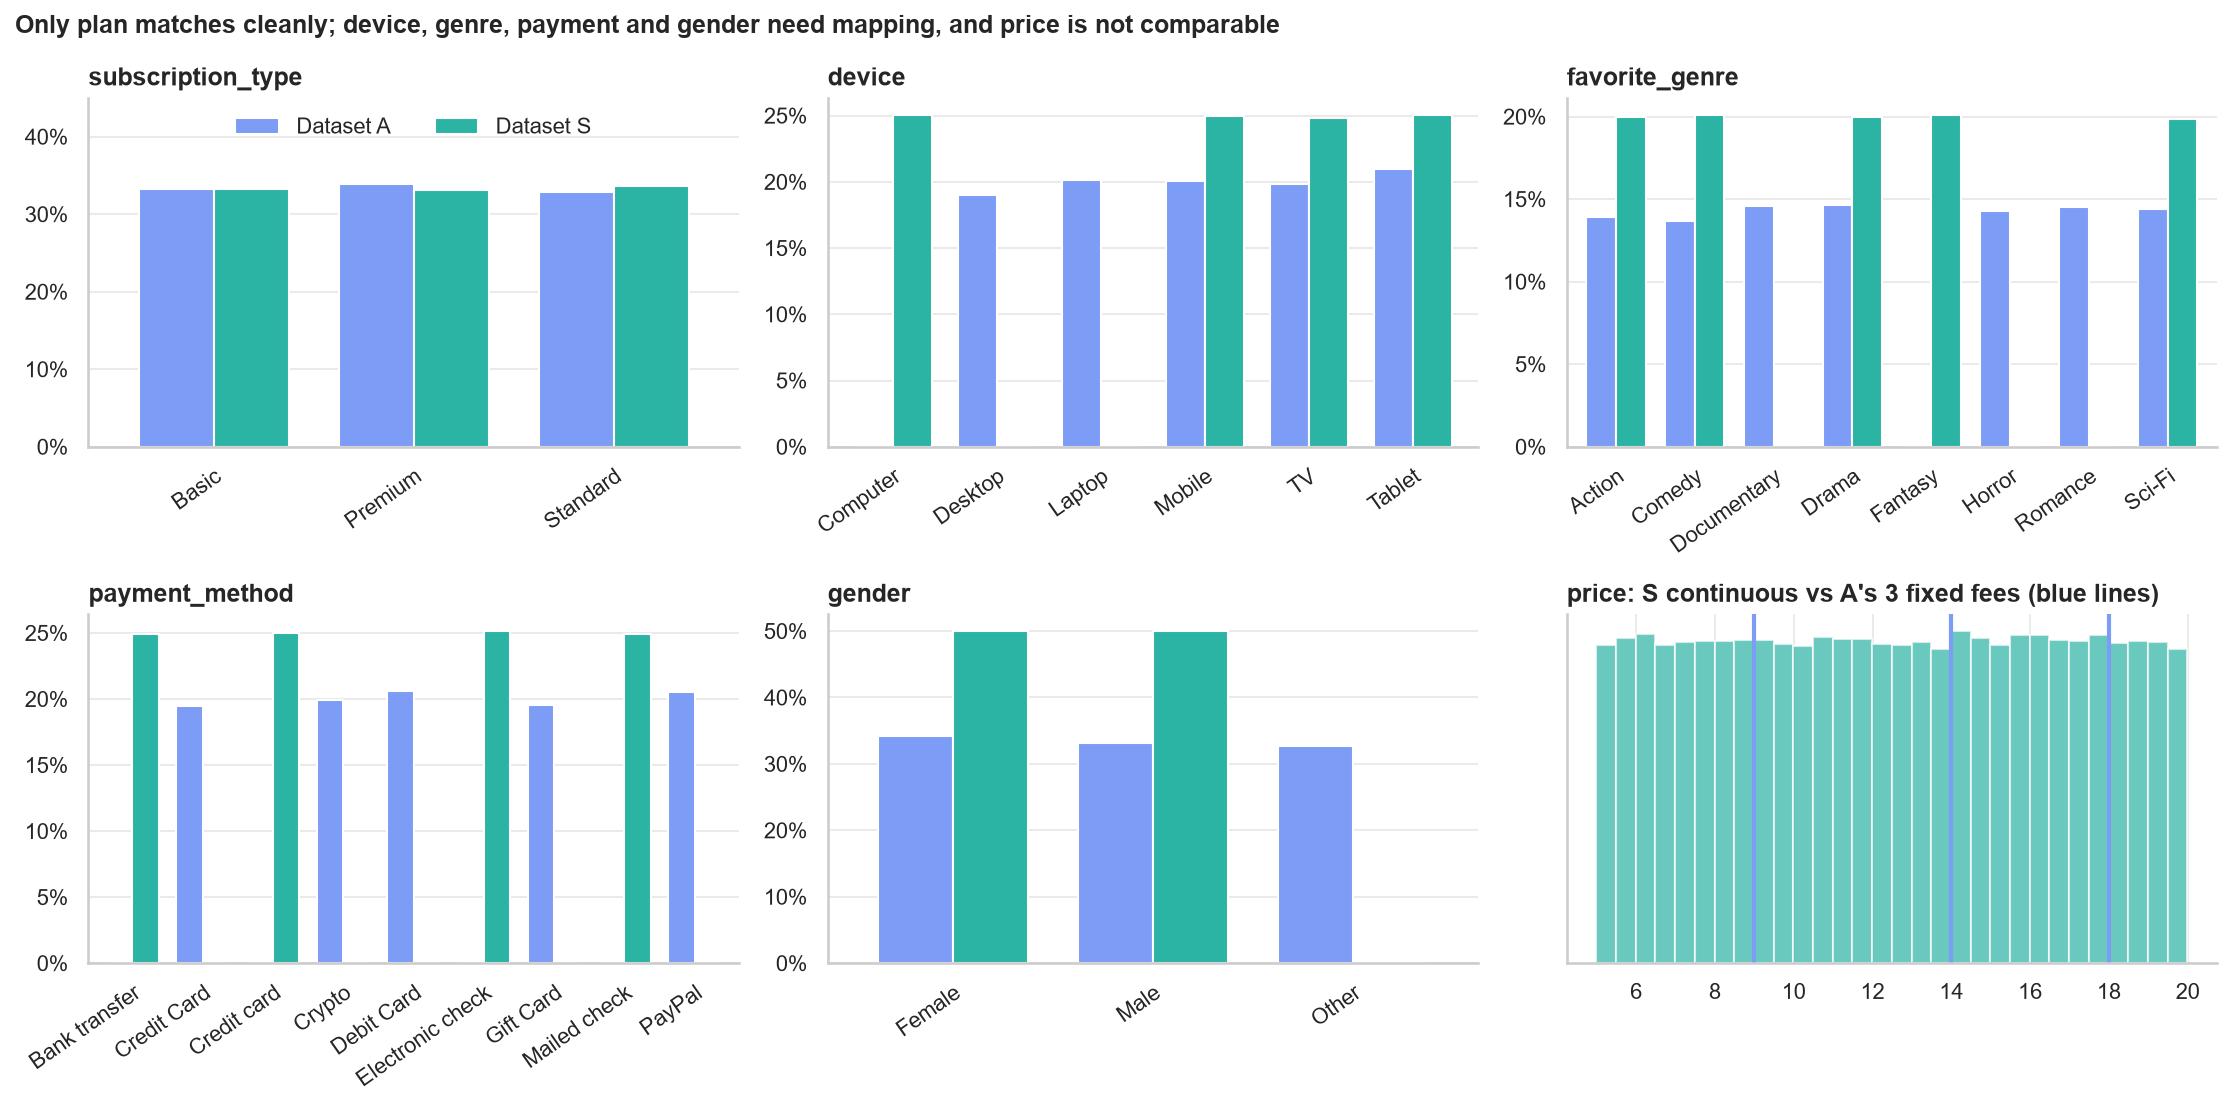 Only plan matches cleanly; device, genre, payment and gender need mapping, and price is not comparable
subscription_type
Dataset A
Dataset S
40%
30%
20%
10%
0%
Basic
Premium
Standard
device
25%
20%
15%
10%
5%
0%
Computer
Desktop
Laptop
Mobile
TV
Tablet
favorite_genre
20%
15%
10%
5%
0%
Action
Comedy
Documentary
Drama
Fantasy
Horror
Romance
Sci-Fi
payment_method
25%
20%
15%
10%
5%
0%
Bank transfer
Credit Card
Credit card
Crypto
Debit Card
Electronic check
Gift Card
Mailed check
PayPal
gender
50%
40%
30%
20%
10%
0%
Female
Male
Other
price: S continuous vs A's 3 fixed fees (blue lines)
6
8
10
12
14
16
18
20